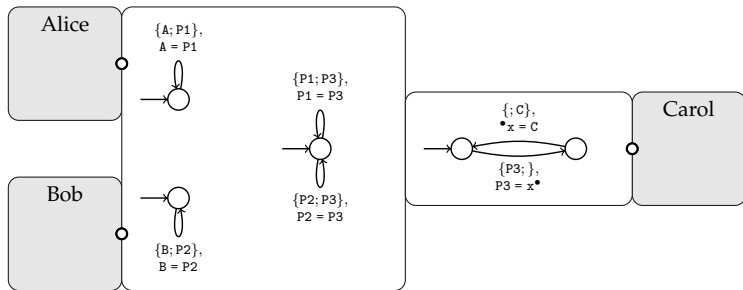 Alice
{A; P1},
A = P1
{P1; P3},
P1 = P3
{; C},
•x = C
Carol
{P3; },
P3 = x•
Bob
{P2; P3},
P2 = P3
{B; P2},
B = P2